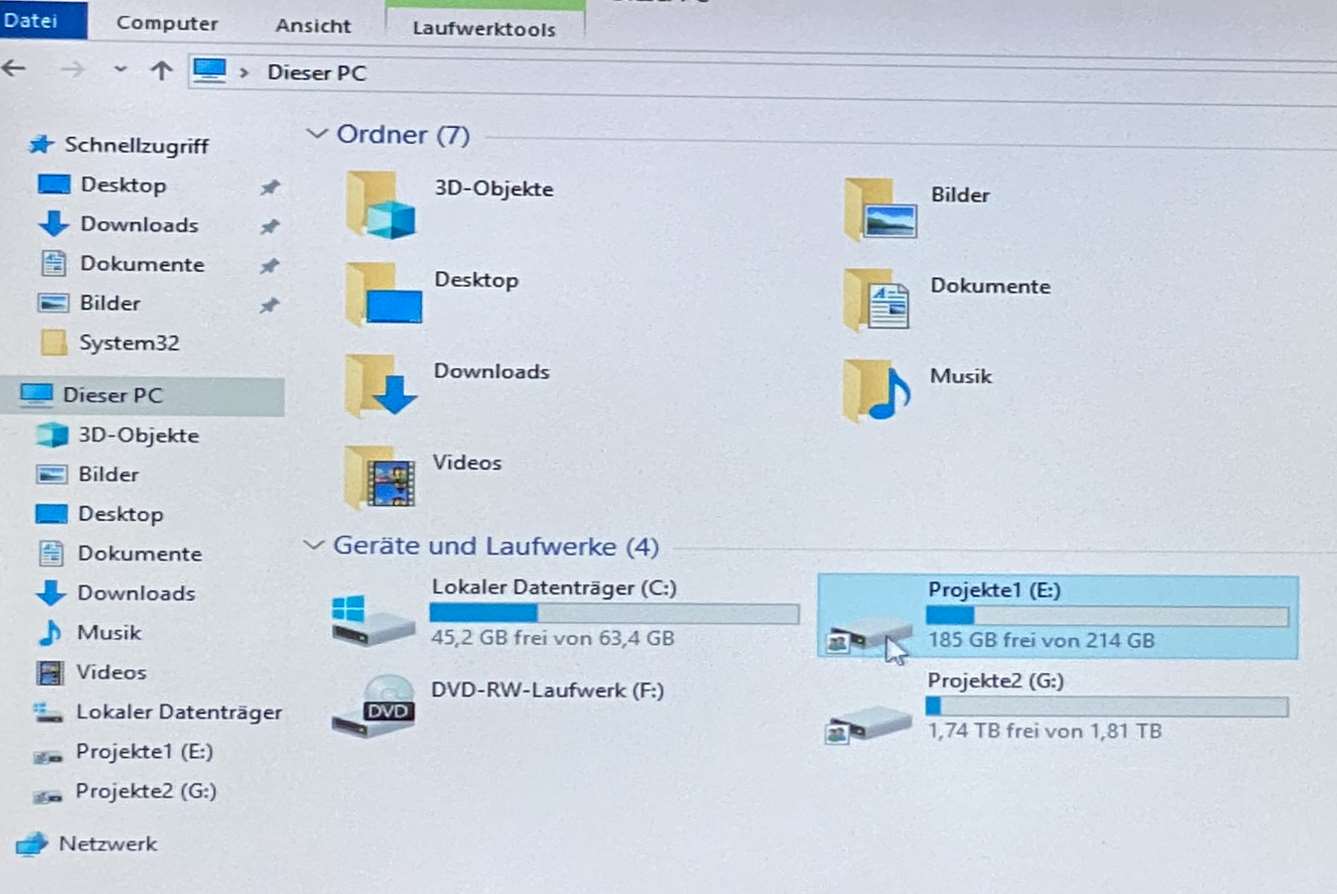 Datei
Computer
Ansicht
Laufwerktools
Dieser PC
Schnellzugriff
Desktop
Downloads
Dokumente
Bilder
System32
Dieser PC
3D-Objekte
Bilder
Desktop
Dokumente
Downloads
Musik
Videos
Lokaler Datenträger
Projekte1 (E:)
Projekte2 (G:)
Netzwerk
Ordner (7)
3D-Objekte
Bilder
Desktop
Dokumente
Downloads
Musik
Videos
Geräte und Laufwerke (4)
Lokaler Datenträger (C:)
45,2 GB frei von 63,4 GB
Projekte1 (E:)
185 GB frei von 214 GB
DVD-RW-Laufwerk (F:)
DVD
Projekte2 (G:)
1,74 TB frei von 1,81 TB